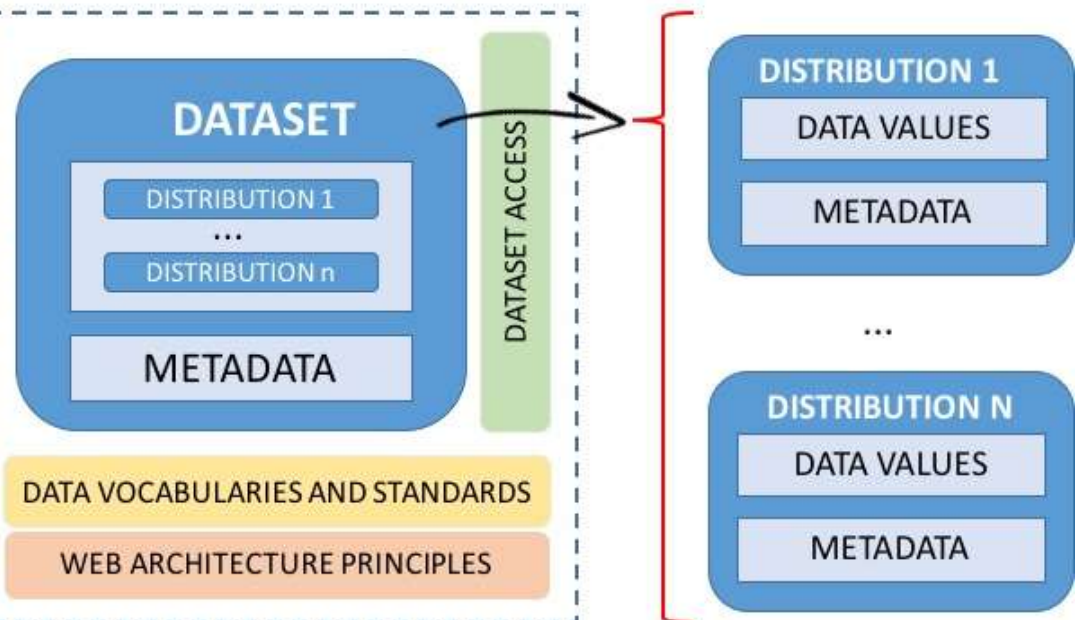 DATASET
DISTRIBUTION 1
...
DISTRIBUTION n
METADATA
DATASET ACCESS
DATA VOCABULARIES AND STANDARDS
WEB ARCHITECTURE PRINCIPLES
DISTRIBUTION 1
DATA VALUES
METADATA
...
DISTRIBUTION N
DATA VALUES
METADATA